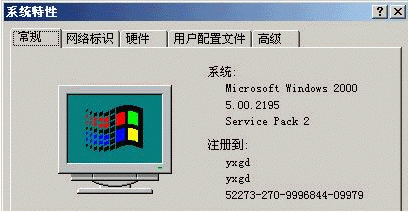 系统特性
常规 网络标识 硬件 用户配置文件 高级
系统:
Microsoft Windows 2000
5.00.2195
Service Pack 2
注册到:
yxgd
yxgd
52273-270-9996844-09979